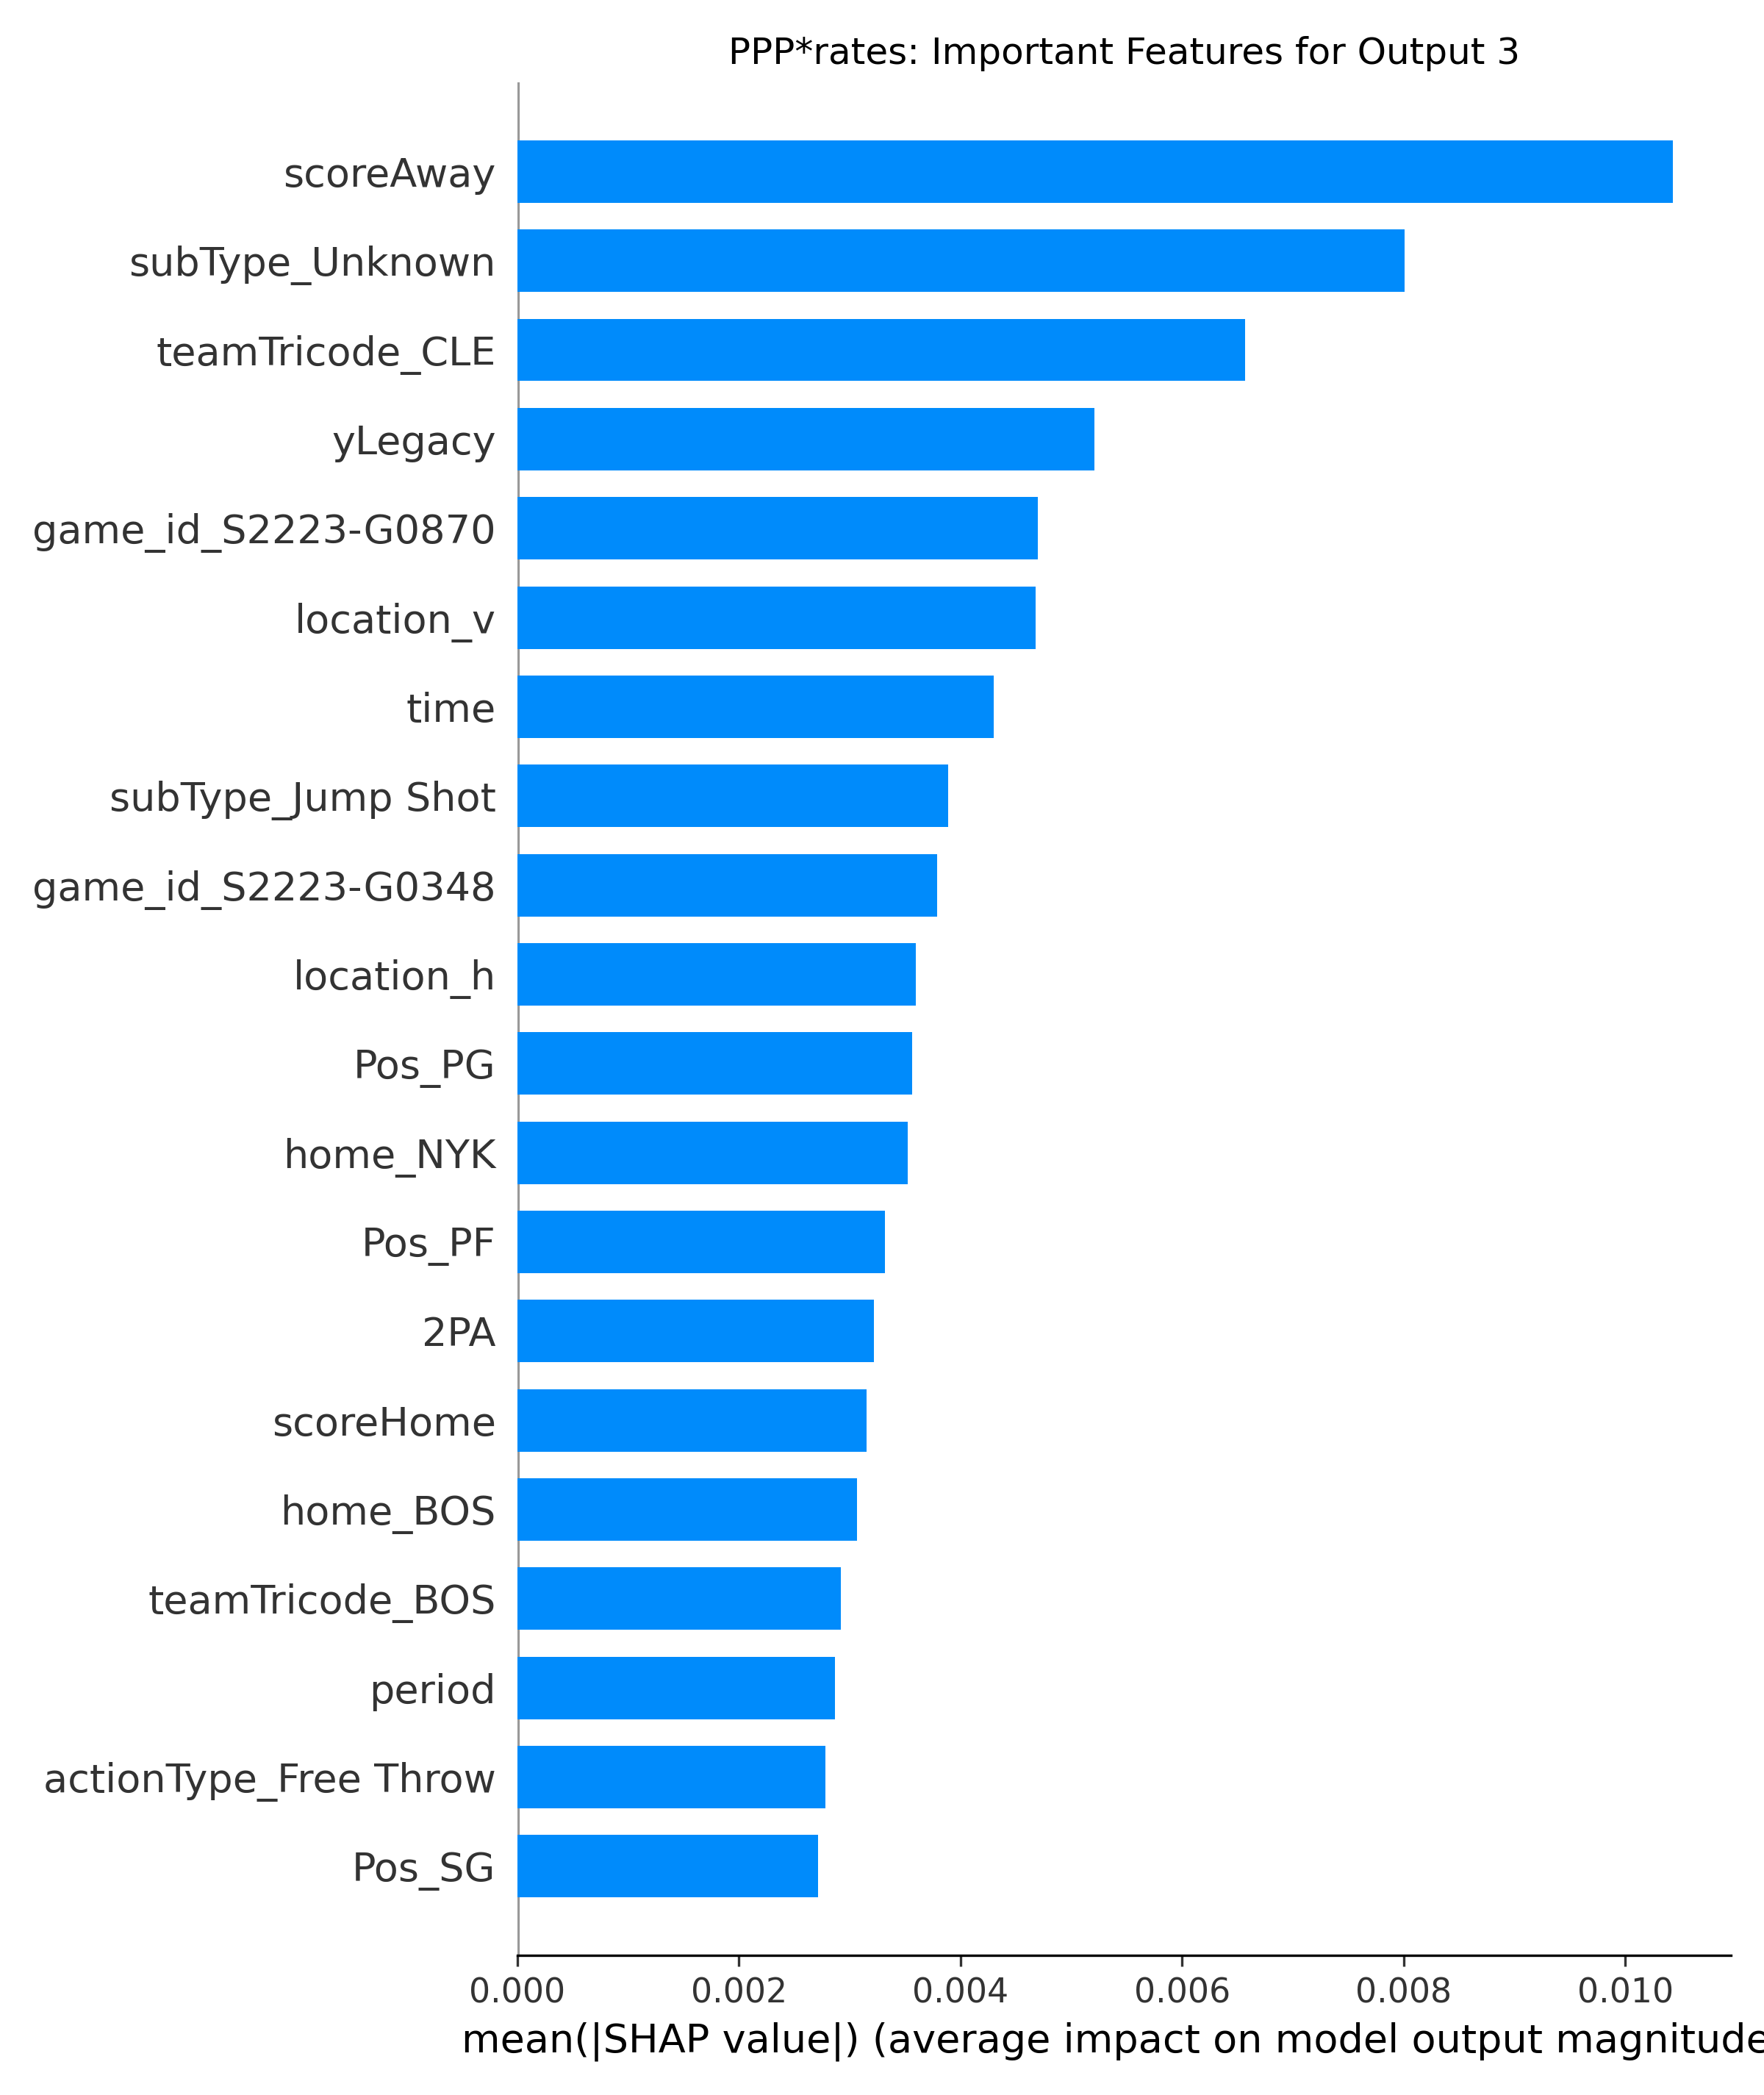 PPP*rates: Important Features for Output 3
scoreAway
subType_Unknown
teamTricode_CLE
yLegacy
game_id_S2223-G0870
location_v
time
subType_Jump Shot
game_id_S2223-G0348
location_h
Pos_PG
home_NYK
Pos_PF
2PA
scoreHome
home_BOS
teamTricode_BOS
period
actionType_Free Throw
Pos_SG
0.000 0.002 0.004 0.006 0.008 0.010
mean(|SHAP value|) (average impact on model output magnitude